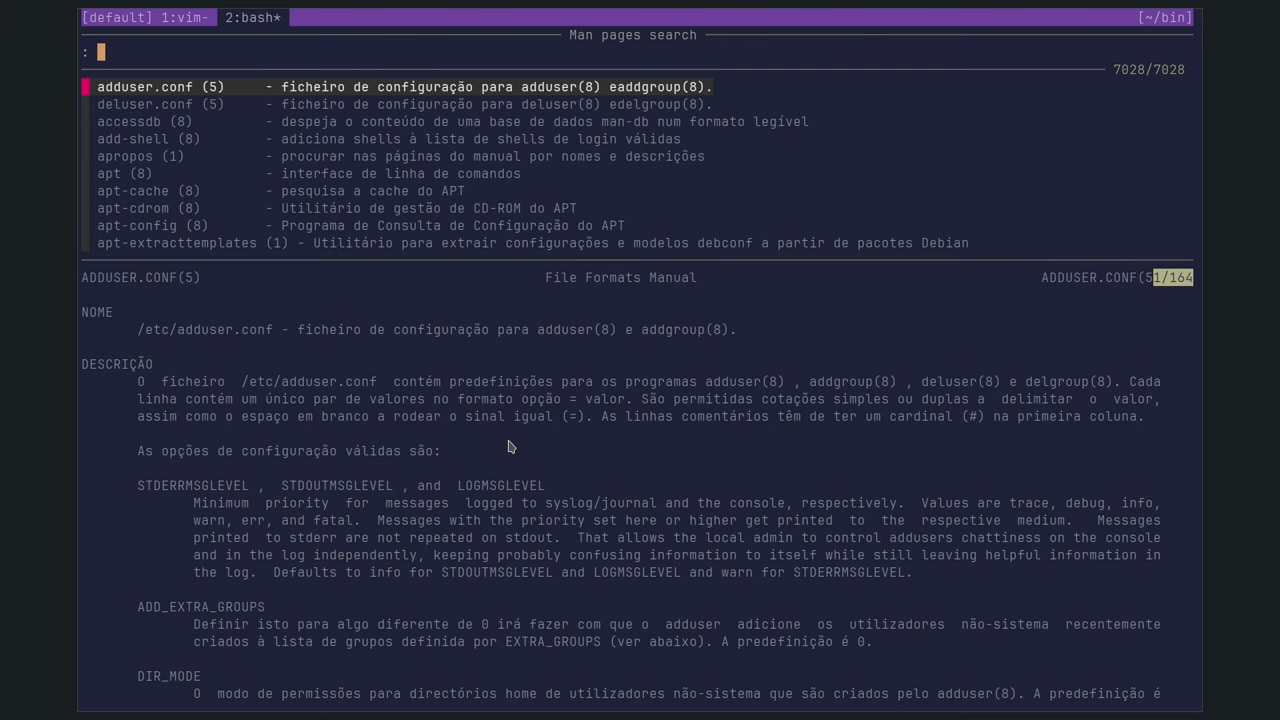 [default] 1:vim- 2:bash* [~/bin]
Man pages search
:
7028/7028
adduser.conf (5) - ficheiro de configuração para adduser(8) eaddgroup(8).
deluser.conf (5) - ficheiro de configuração para deluser(8) edelgroup(8).
accessdb (8) - despeja o conteúdo de uma base de dados man-db num formato legível
add-shell (8) - adiciona shells à lista de shells de login válidas
apropos (1) - procurar nas páginas do manual por nomes e descrições
apt (8) - interface de linha de comandos
apt-cache (8) - pesquisa a cache do APT
apt-cdrom (8) - Utilitário de gestão de CD-ROM do APT
apt-config (8) - Programa de Consulta de Configuração do APT
apt-extracttemplates (1) - Utilitário para extrair configurações e modelos debconf a partir de pacotes Debian
ADDUSER.CONF(5) File Formats Manual ADDUSER.CONF(51/164
NOME
/etc/adduser.conf - ficheiro de configuração para adduser(8) e addgroup(8).
DESCRIÇÃO
O ficheiro /etc/adduser.conf contém predefinições para os programas adduser(8) , addgroup(8) , deluser(8) e delgroup(8). Cada
linha contém um único par de valores no formato opção = valor. São permitidas cotações simples ou duplas a delimitar o valor,
assim como o espaço em branco a rodear o sinal igual (=). As linhas comentários têm de ter um cardinal (#) na primeira coluna.
As opções de configuração válidas são:
STDERRMSGLEVEL , STDOUTMSGLEVEL , and LOGMSGLEVEL
Minimum priority for messages logged to syslog/journal and the console, respectively. Values are trace, debug, info,
warn, err, and fatal. Messages with the priority set here or higher get printed to the respective medium. Messages
printed to stderr are not repeated on stdout. That allows the local admin to control addusers chattiness on the console
and in the log independently, keeping probably confusing information to itself while still leaving helpful information in
the log. Defaults to info for STDOUTMSGLEVEL and LOGMSGLEVEL and warn for STDERRMSGLEVEL.
ADD_EXTRA_GROUPS
Definir isto para algo diferente de 0 irá fazer com que o adduser adicione os utilizadores não-sistema recentemente
criados à lista de grupos definida por EXTRA_GROUPS (ver abaixo). A predefinição é 0.
DIR_MODE
O modo de permissões para directórios home de utilizadores não-sistema que são criados pelo adduser(8). A predefinição é